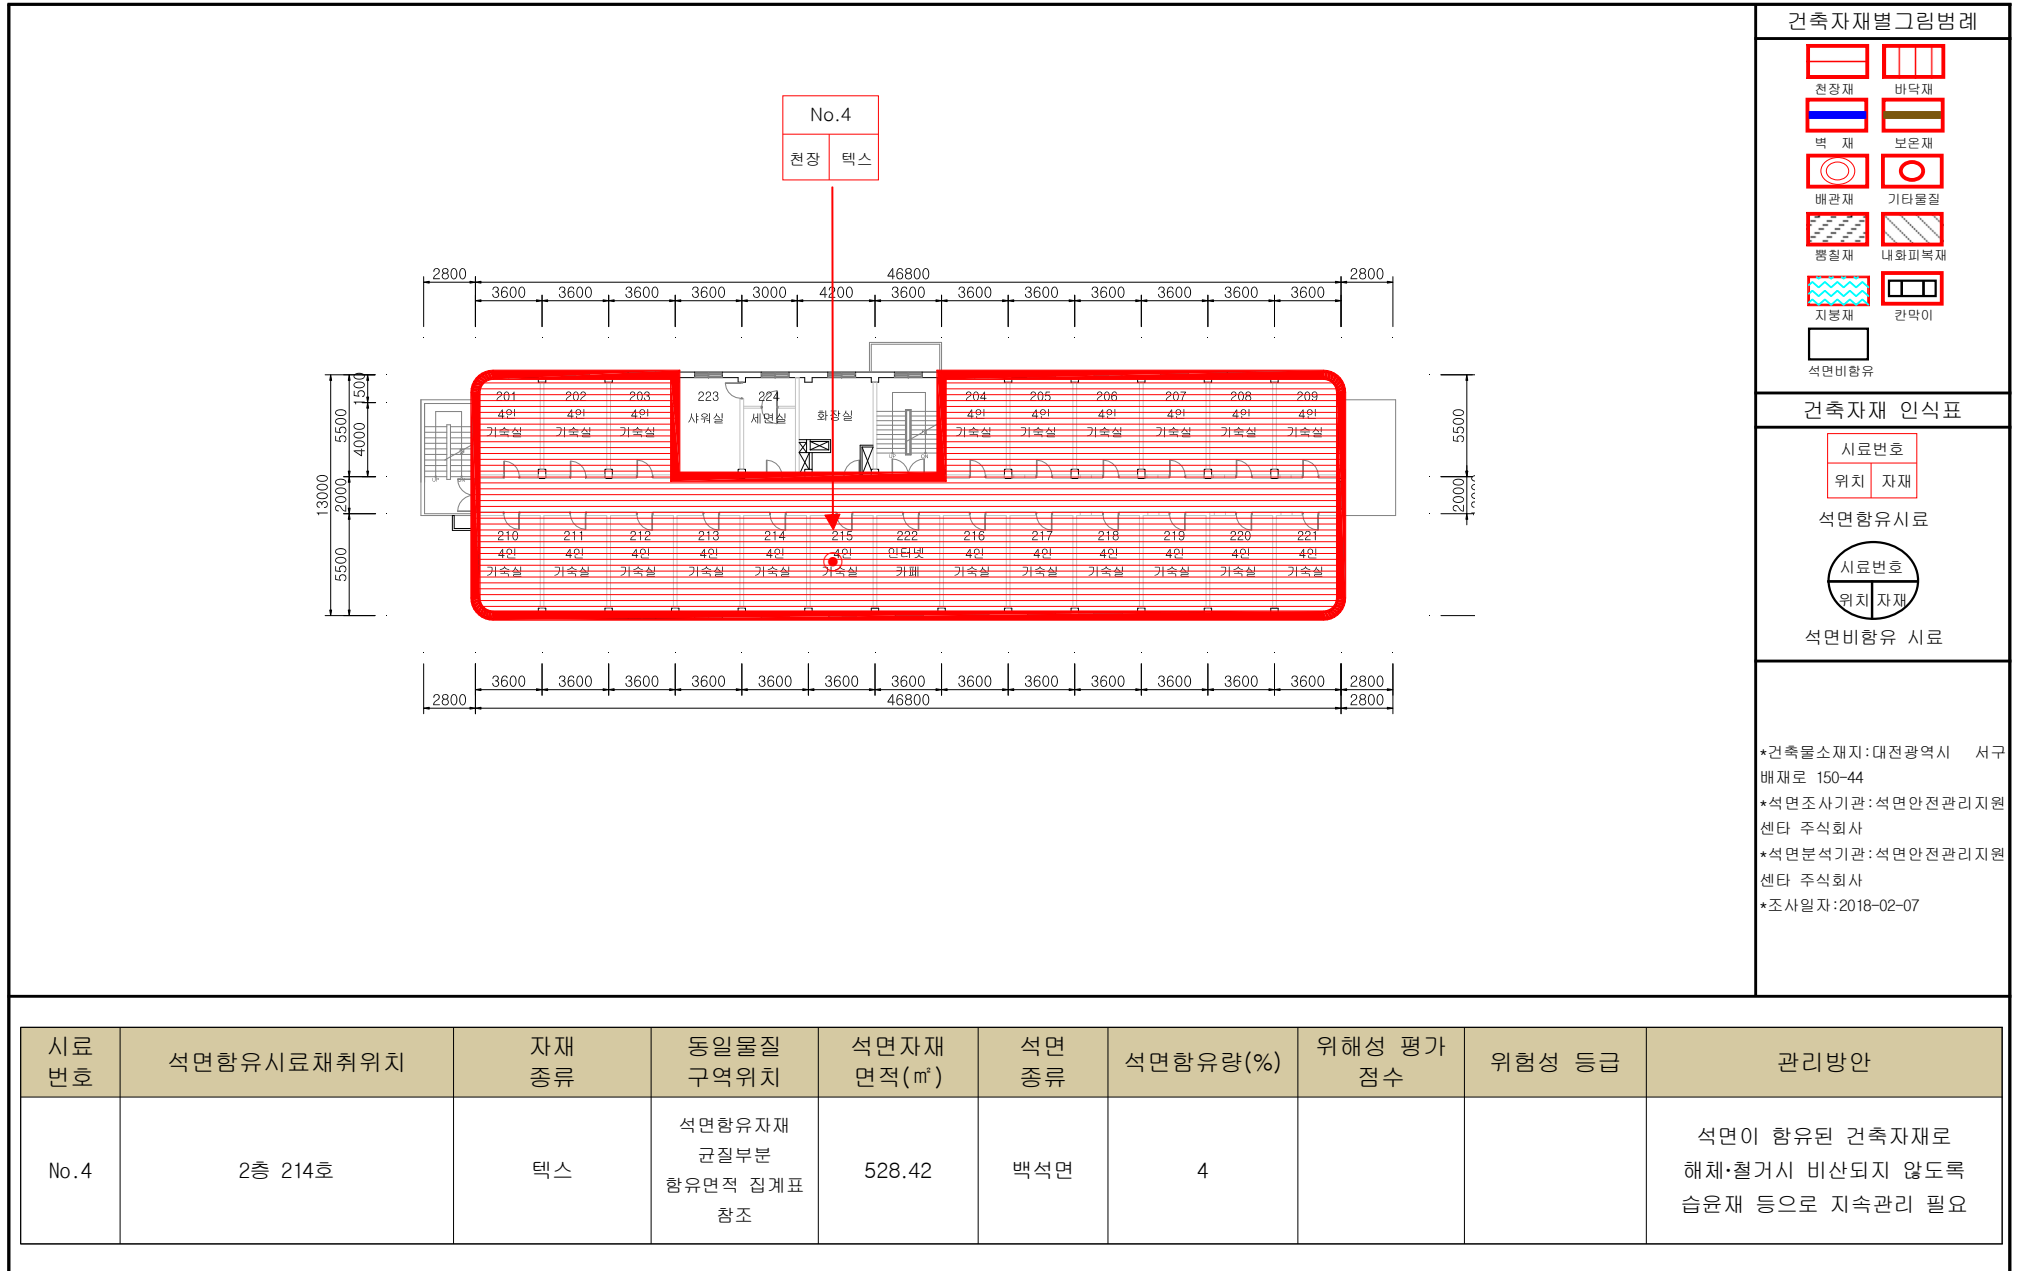 건축자재별그림범례
천장재 바닥재
벽 재 보온재
배관재 기타물질
뿜칠재 내화피복재
지붕재 칸막이
석면비함유
건축자재 인식표
시료번호
위치 자재
석면함유시료
시료번호
위치 자재
석면비함유 시료
*건축물소재지:대전광역시 서구
배재로 150-44
*석면조사기관:석면안전관리지원
센타 주식회사
*석면분석기관:석면안전관리지원
센타 주식회사
*조사일자:2018-02-07
No.4
천장 텍스
2800 46800 2800
3600 3600 3600 3600 3000 4200 3600 3600 3600 3600 3600 3600 3600
13000
5500
2000
5500
1500
4000
5500
2000
201 202 203 223 224 204 205 206 207 208 209
4인 4인 4인 샤워실 세면실 화장실 4인 4인 4인 4인 4인 4인
기숙실 기숙실 기숙실 기숙실 기숙실 기숙실 기숙실 기숙실 기숙실
UP DN UP DN
210 211 212 213 214 215 222 216 217 218 219 220 221
4인 4인 4인 4인 4인 4인 인터넷 4인 4인 4인 4인 4인 4인
기숙실 기숙실 기숙실 기숙실 기숙실 기숙실 카페 기숙실 기숙실 기숙실 기숙실 기숙실 기숙실
3600 3600 3600 3600 3600 3600 3600 3600 3600 3600 3600 3600 3600 2800
2800 46800 2800
시료 번호 석면함유시료채취위치 자재 종류 동일물질 구역위치 석면자재 면적(㎡) 석면 종류 석면함유량(%) 위해성 평가 점수 위험성 등급 관리방안
No.4 2층 214호 텍스 석면함유자재 균질부분 함유면적 집계표 참조 528.42 백석면 4 석면이 함유된 건축자재로 해체·철거시 비산되지 않도록 습윤재 등으로 지속관리 필요